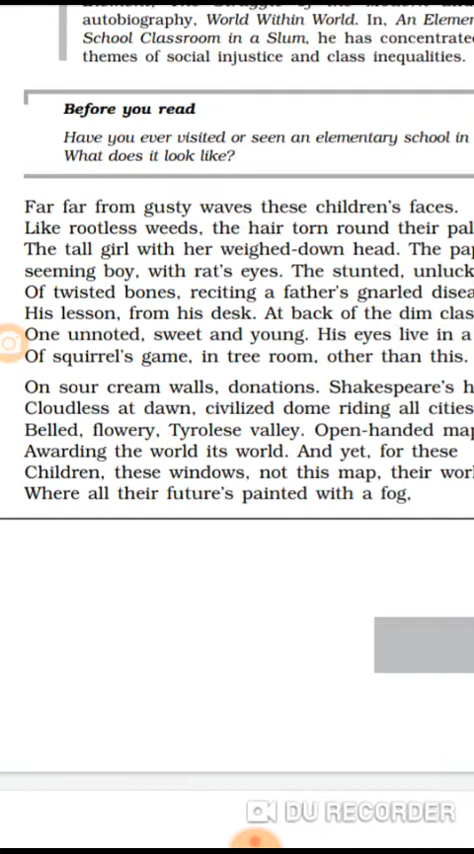 autobiography, World Within World. In, An Elemen
School Classroom in a Slum, he has concentrate
themes of social injustice and class inequalities.
Before you read
Have you ever visited or seen an elementary school in
What does it look like?
Far far from gusty waves these children's faces.
Like rootless weeds, the hair torn round their pal
The tall girl with her weighed-down head. The pap
seeming boy, with rat's eyes. The stunted, unluck
Of twisted bones, reciting a father's gnarled disea
His lesson, from his desk. At back of the dim clas
One unnoted, sweet and young. His eyes live in a
Of squirrel's game, in tree room, other than this.
On sour cream walls, donations. Shakespeare's h
Cloudless at dawn, civilized dome riding all cities
Belled, flowery, Tyrolese valley. Open-handed map
Awarding the world its world. And yet, for these
Children, these windows, not this map, their worl
Where all their future's painted with a fog,
DU RECORDER